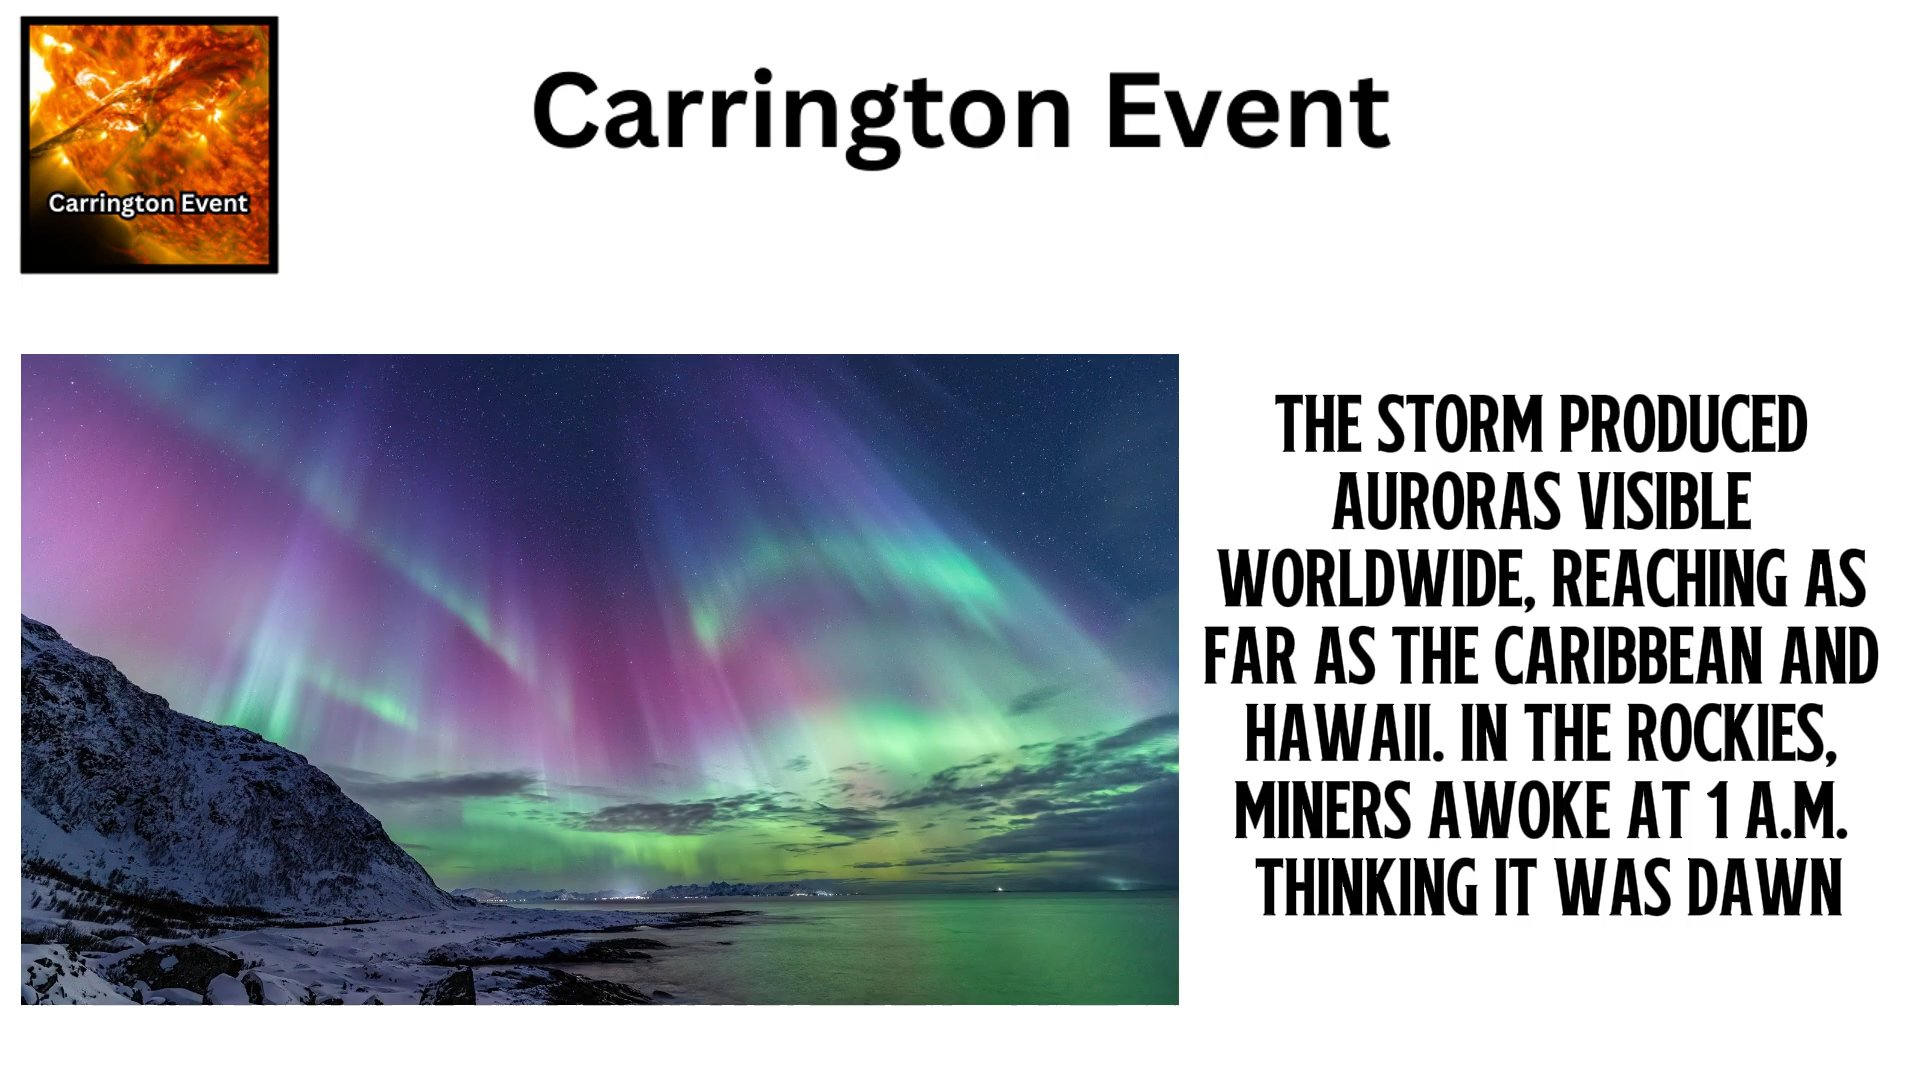 Carrington Event
Carrington Event
THE STORM PRODUCED
AURORAS VISIBLE
WORLDWIDE, REACHING AS
FAR AS THE CARIBBEAN AND
HAWAII. IN THE ROCKIES,
MINERS AWOKE AT 1 A.M.
THINKING IT WAS DAWN